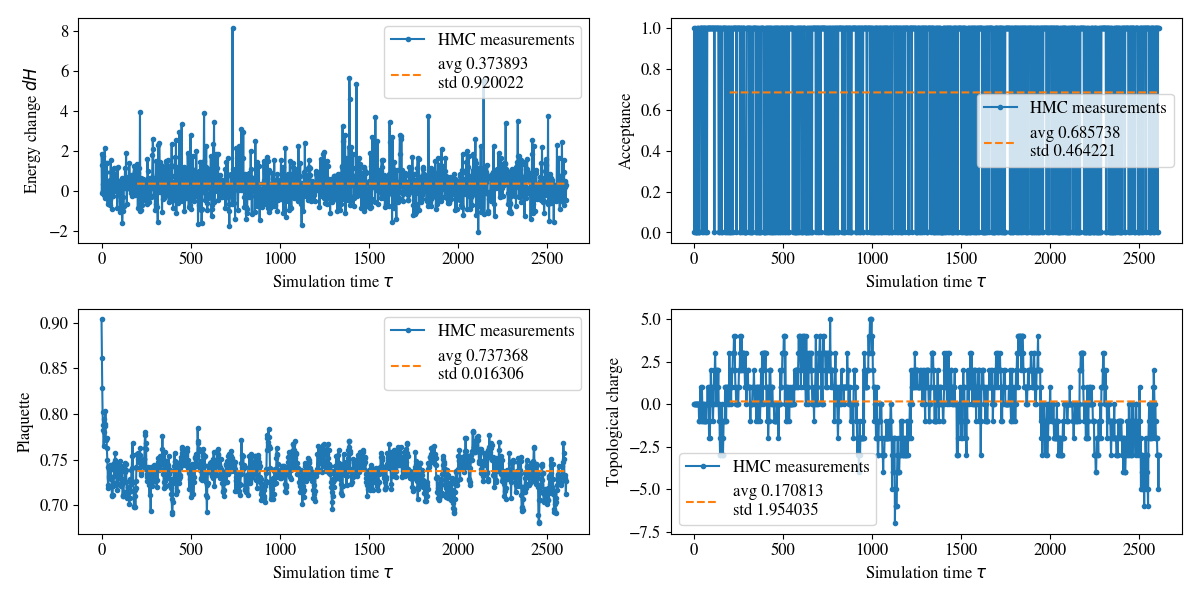 Energy change dH
8
6
4
2
0
−2
HMC measurements
avg 0.373893
std 0.920022
0
500
1000
1500
2000
2500
Simulation time τ
Acceptance
1.0
0.8
0.6
0.4
0.2
0.0
HMC measurements
avg 0.685738
std 0.464221
0
500
1000
1500
2000
2500
Simulation time τ
Plaquette
0.90
0.85
0.80
0.75
0.70
HMC measurements
avg 0.737368
std 0.016306
0
500
1000
1500
2000
2500
Simulation time τ
Topological charge
5.0
2.5
0.0
−2.5
−5.0
−7.5
HMC measurements
avg 0.170813
std 1.954035
0
500
1000
1500
2000
2500
Simulation time τ